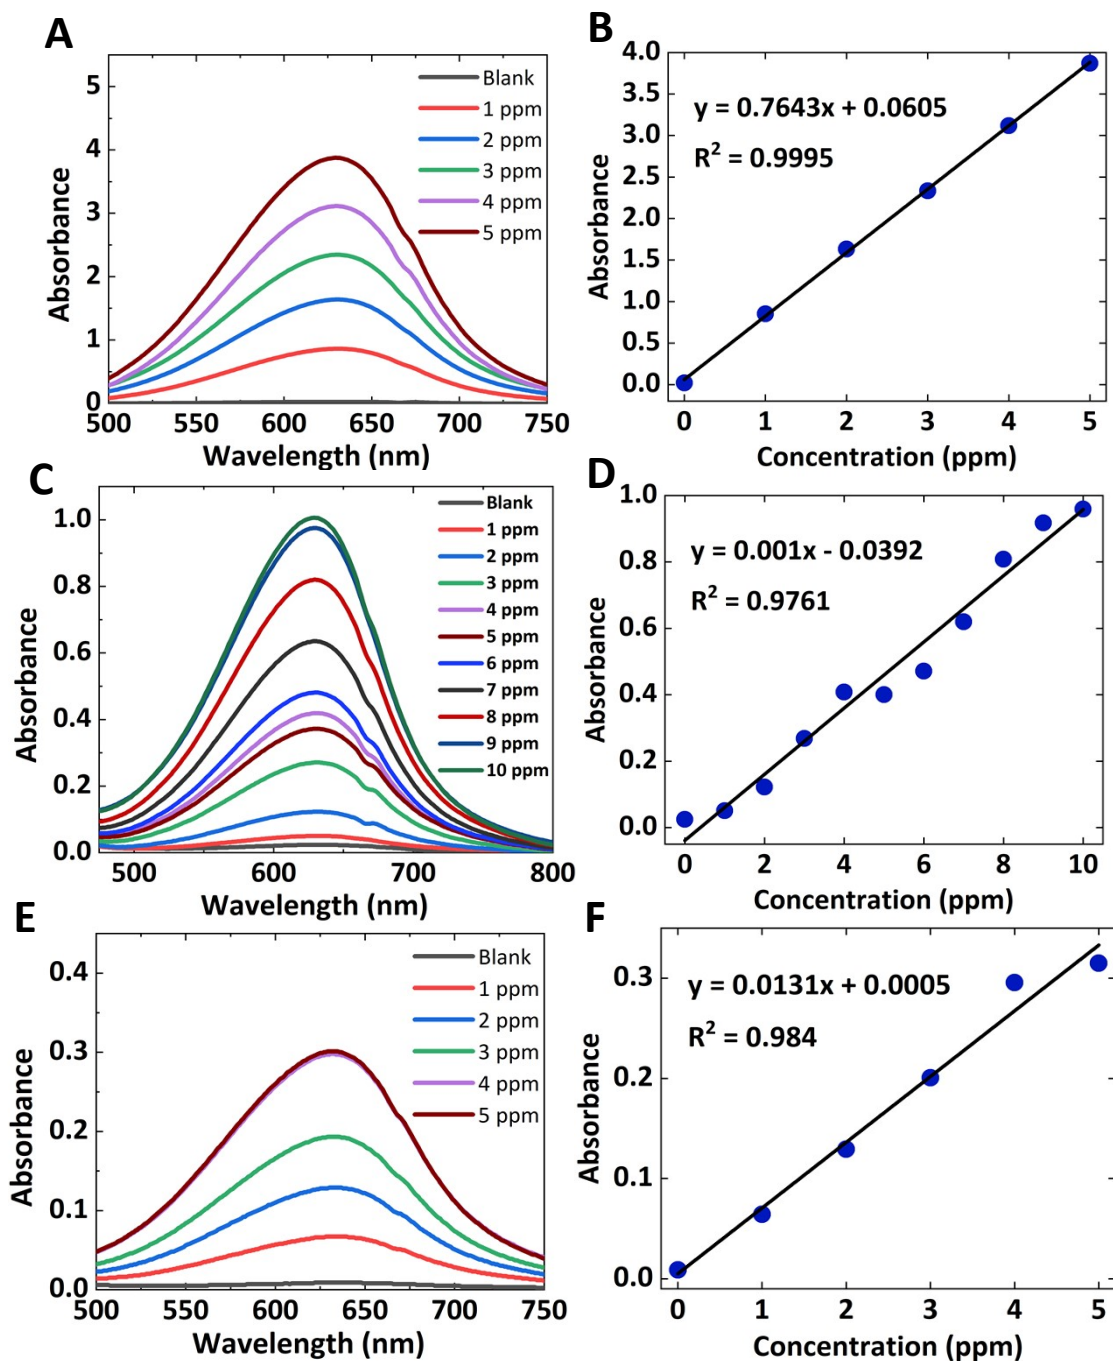 A
Absorbance
5
4
3
2
1
0
500 550 600 650 700 750
Wavelength (nm)
Blank
1 ppm
2 ppm
3 ppm
4 ppm
5 ppm
B
Absorbance
4.0
3.5
3.0
2.5
2.0
1.5
1.0
0.5
0.0
y = 0.7643x + 0.0605
R² = 0.9995
0 1 2 3 4 5
Concentration (ppm)
C
Absorbance
1.0
0.8
0.6
0.4
0.2
0.0
500 600 700 800
Wavelength (nm)
Blank
1 ppm
2 ppm
3 ppm
4 ppm
5 ppm
6 ppm
7 ppm
8 ppm
9 ppm
10 ppm
D
Absorbance
1.0
0.8
0.6
0.4
0.2
0.0
y = 0.001x - 0.0392
R² = 0.9761
0 2 4 6 8 10
Concentration (ppm)
E
Absorbance
0.4
0.3
0.2
0.1
0.0
500 550 600 650 700 750
Wavelength (nm)
Blank
1 ppm
2 ppm
3 ppm
4 ppm
5 ppm
F
Absorbance
0.3
0.2
0.1
0.0
y = 0.0131x + 0.0005
R² = 0.984
0 1 2 3 4 5
Concentration (ppm)